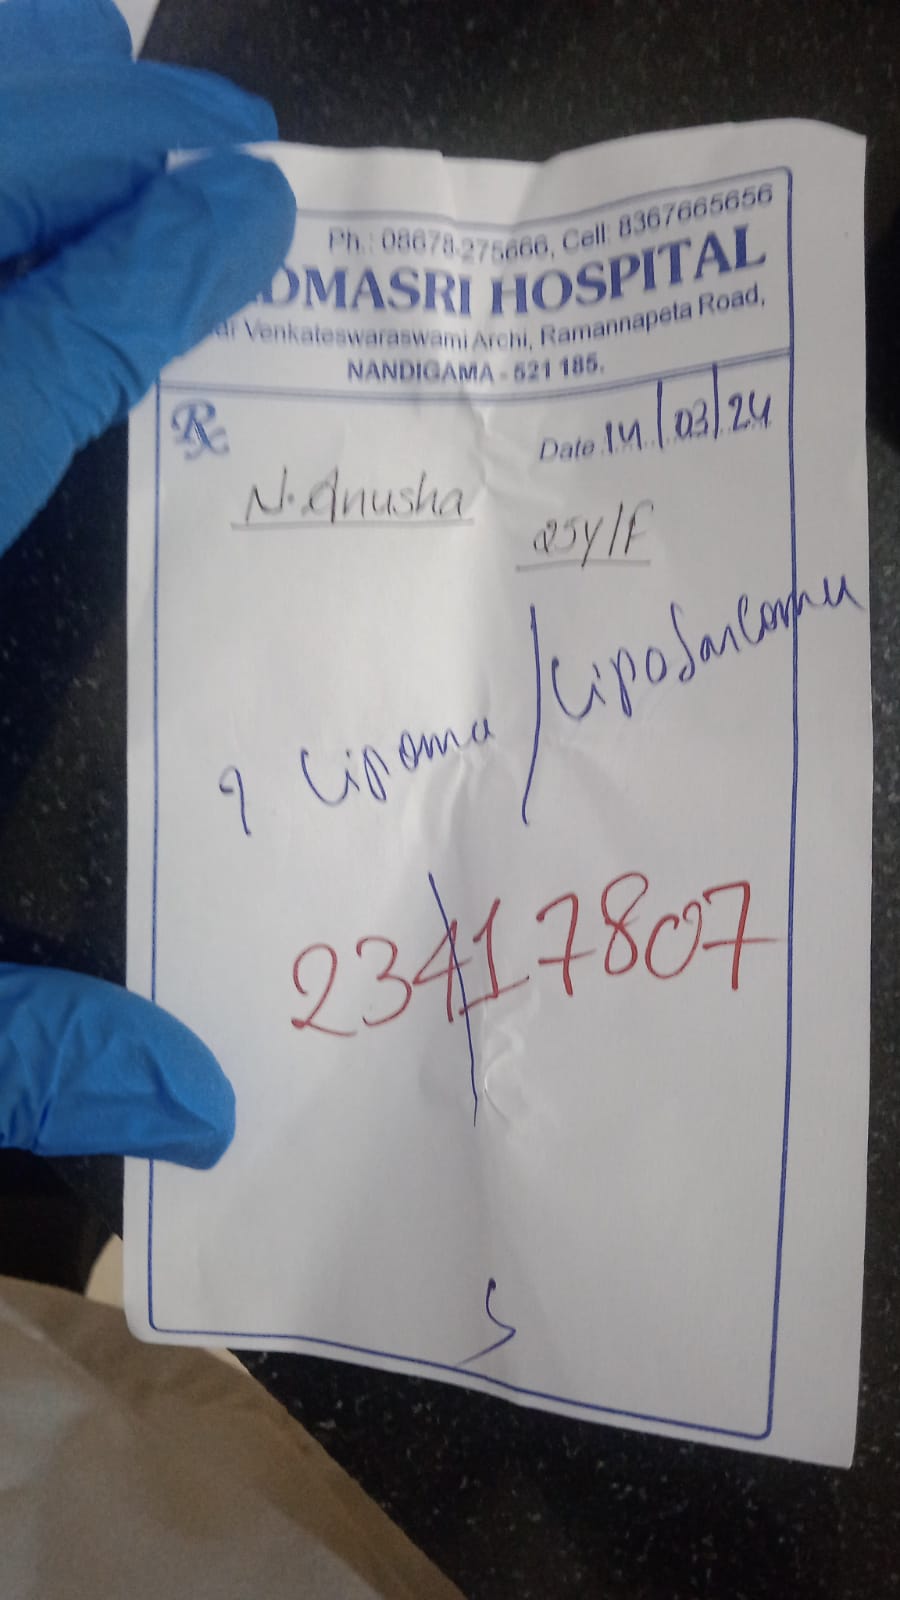 Ph.: 08678-275666, Cell: 8367665656
DMASRI HOSPITAL
Venkateswaraswami Archi, Ramannapeta Road,
NANDIGAMA - 521 185.
Rx
Date 14/03/24
N. Anusha
25y/F
? Lipoma / Liposarcoma
23417807